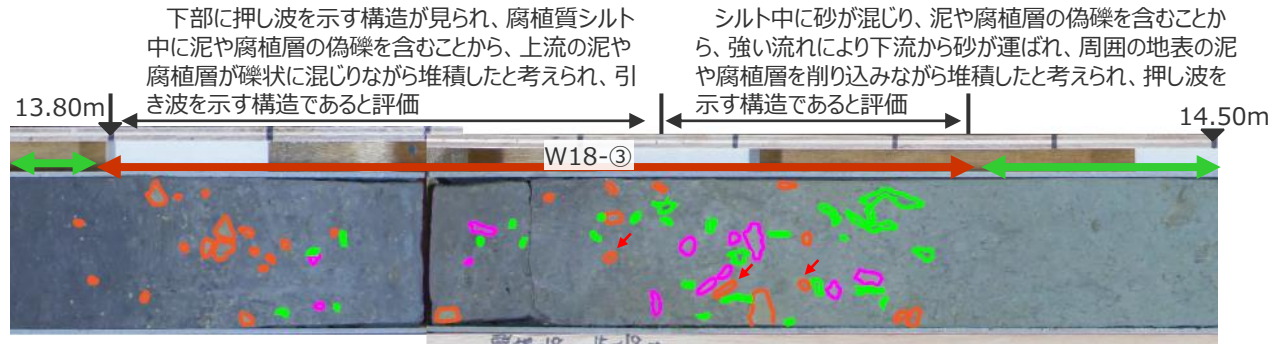 下部に押し波を示す構造が見られ、腐植質シルト
中に泥や腐植層の偽礫を含むことから、上流の泥や
腐植層が礫状に混じりながら堆積したと考えられ、引
き波を示す構造であると評価
シルト中に砂が混じり、泥や腐植層の偽礫を含むことか
ら、強い流れにより下流から砂が運ばれ、周囲の地表の泥
や腐植層を削り込みながら堆積したと考えられ、押し波を
示す構造であると評価
13.80m
14.50m
W18-③